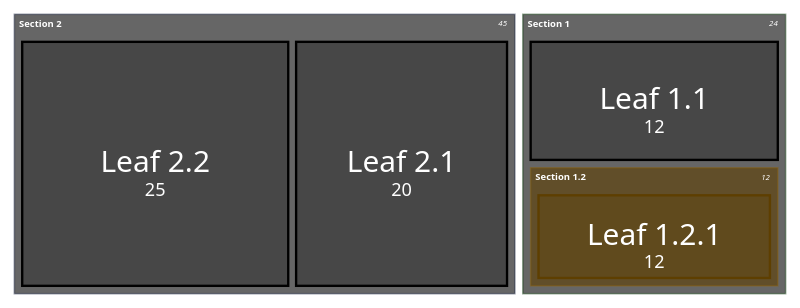 Section 2 45
Leaf 2.2
25
Leaf 2.1
20
Section 1 24
Leaf 1.1
12
Section 1.2 12
Leaf 1.2.1
12